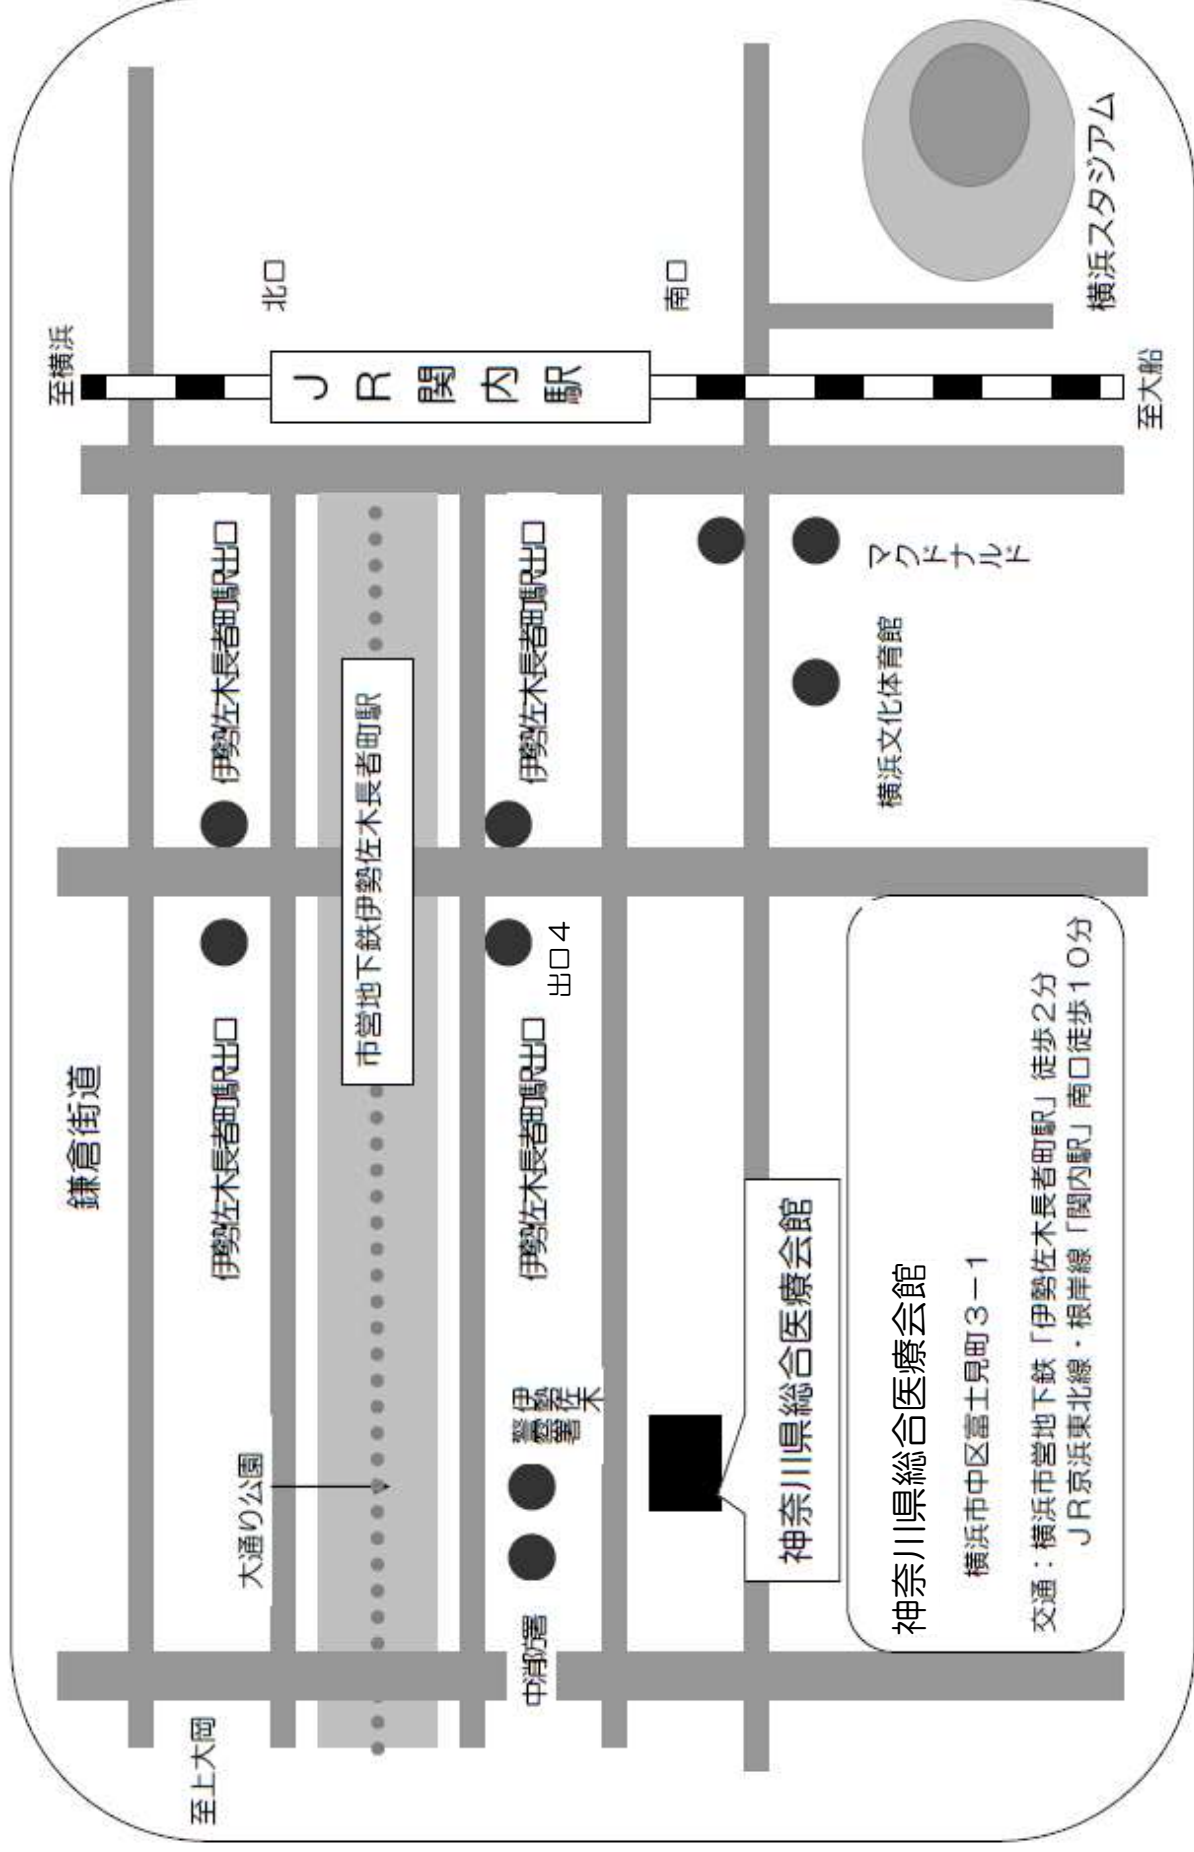 至横浜
北口
南口
ＪＲ関内駅
至大船
横浜スタジアム
鎌倉街道
伊勢佐木長者町駅出口
伊勢佐木長者町駅出口
市営地下鉄伊勢佐木長者町駅
伊勢佐木長者町駅出口
伊勢佐木長者町駅出口
出口４
マクドナルド
横浜文化体育館
大通り公園
伊勢佐木
警察署
中消防署
至上大岡
神奈川県総合医療会館
神奈川県総合医療会館
横浜市中区富士見町３－１
交通：横浜市営地下鉄「伊勢佐木長者町駅」徒歩２分
ＪＲ京浜東北線・根岸線「関内駅」南口徒歩１０分